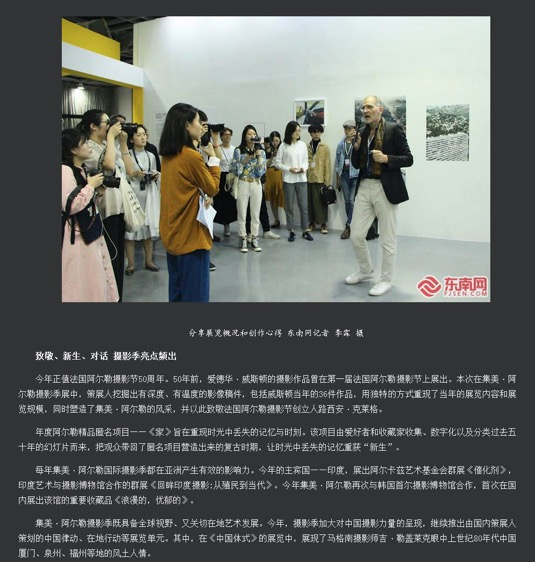 东南网
FJSEN.COM
分享展览概况和创作心得 东南网记者 李霖 摄
致敬、新生、对话 摄影季亮点频出
今年正值法国阿尔勒摄影节50周年。50年前，爱德华·威斯顿的摄影作品曾在第一届法国阿尔勒摄影节上展出。本次在集美·阿
尔勒摄影季展中，策展人挖掘出有深度、有温度的影像稿件，包括威斯顿当年的36件作品，用独特的方式重现了当年的展览内容和展
览规模，同时塑造了集美·阿尔勒的风采，并以此致敬法国阿尔勒摄影节创立人路西安·克莱格。
年度阿尔勒精品匿名项目——《家》旨在重现时光中丢失的记忆与时刻。该项目由爱好者和收藏家收集、数字化以及分类过去五
十年的幻灯片而来，把观众带回了匿名项目营造出来的复古时期，让时光中丢失的记忆重获“新生”。
每年集美·阿尔勒国际摄影季都在亚洲产生有效的影响力。今年的主宾国——印度，展出阿尔卡兹艺术基金会群展《催化剂》，
印度艺术与摄影博物馆合作的群展《回眸印度摄影:从殖民到当代》。今年集美·阿尔勒再次与韩国首尔摄影博物馆合作，首次在国
内展出该馆的重要收藏品《浪漫的，忧郁的》。
集美·阿尔勒摄影季既具备全球视野、又关切在地艺术发展。今年，摄影季加大对中国摄影力量的呈现，继续推出由国内策展人
策划的中国律动、在地行动等展览单元。其中，在《中国体式》的展览中，展现了马格南摄影师吉·勒盖莱克眼中上世纪80年代中国
厦门、泉州、福州等地的风土人情。